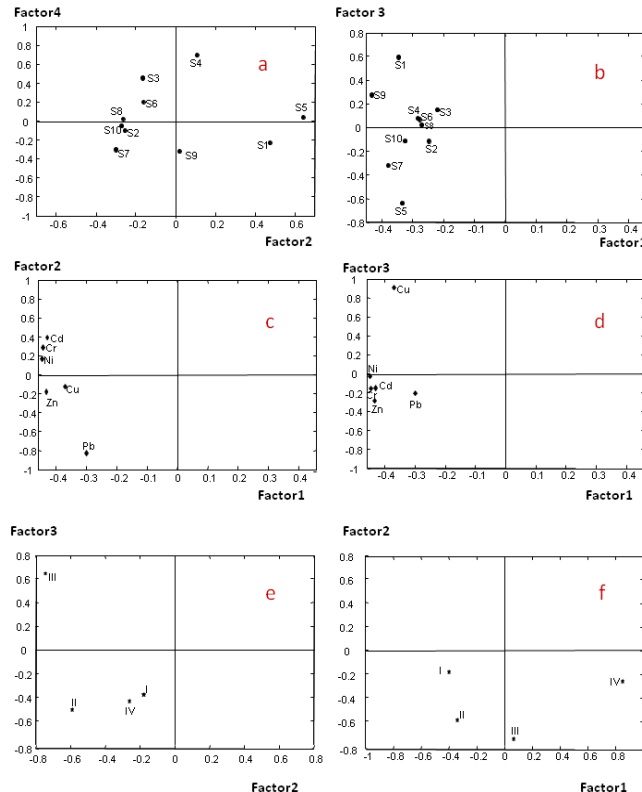 Factor4
1
0.8
0.6
0.4
0.2
0
-0.2
-0.4
-0.6
-0.8
-1
a
S4
S3
S6
S8
S5
S10
S2
S1
S7
S9
-0.6
-0.4
-0.2
0
0.2
0.4
0.6
Factor2
Factor 3
0.8
0.6
0.4
0.2
0
-0.2
-0.4
-0.6
-0.8
b
S1
S9
S3
S4
S6
S8
S10
S2
S7
S5
-0.4
-0.3
-0.2
-0.1
0
0.1
0.2
0.3
0.4
Factor1
Factor2
1
0.8
0.6
0.4
0.2
0
-0.2
-0.4
-0.6
-0.8
-1
c
Cd
Cr
Ni
Cu
Zn
Pb
-0.4
-0.3
-0.2
-0.1
0
0.1
0.2
0.3
0.4
Factor1
Factor3
1
0.8
0.6
0.4
0.2
0
-0.2
-0.4
-0.6
-0.8
-1
d
Cu
Ni
Cd
Cr
Zn
Pb
-0.4
-0.3
-0.2
-0.1
0
0.1
0.2
0.3
0.4
Factor1
Factor3
0.8
0.6
0.4
0.2
0
-0.2
-0.4
-0.6
-0.8
e
III
I
II
IV
-0.8
-0.6
-0.4
-0.2
0
0.2
0.4
0.6
0.8
Factor2
Factor2
0.8
0.6
0.4
0.2
0
-0.2
-0.4
-0.6
-0.8
f
I
IV
II
III
-1
-0.8
-0.6
-0.4
-0.2
0
0.2
0.4
0.6
0.8
1
Factor1